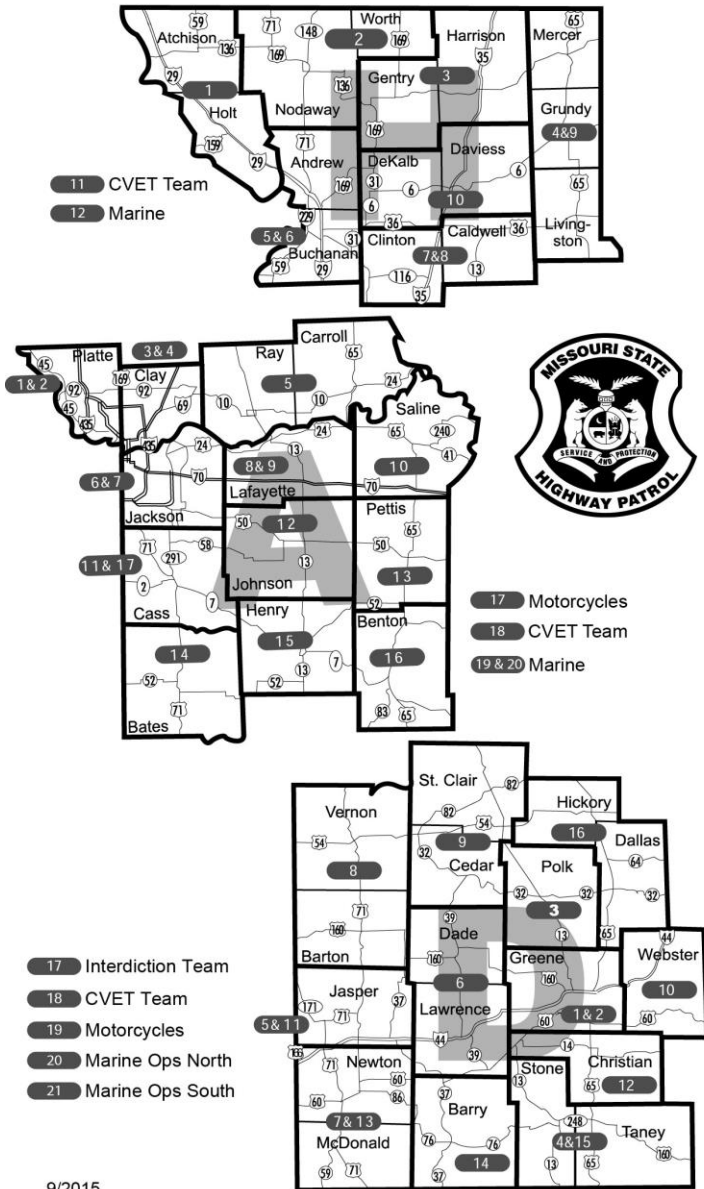 59
Atchison
136
29
1
Holt
159
29
71
148
Worth
2
169
169
136
Nodaway
Gentry
3
169
Harrison
35
65
Mercer
Grundy
4&9
65
Living-
ston
71
Andrew
169
229
5 & 6
Buchanan
31
59
29
DeKalb
31
6
6
36
Daviess
6
10
Clinton
7&8
116
35
Caldwell
36
13
H
11 CVET Team
12 Marine
Platte
45
1 & 2
92
45
435
169
3 & 4
Clay
92
69
435
Ray
Carroll
65
5
10
10
24
24
24
13
Saline
65
240
41
10
70
6 & 7
70
Jackson
8 & 9
Lafayette
12
50
13
Johnson
Pettis
50
65
13
52
11 & 17
71
291
58
2
7
Cass
Henry
15
13
7
52
Benton
16
83
65
14
52
71
Bates
A
MISSOURI STATE
SERVICE AND PROTECTION
HIGHWAY PATROL
17 Motorcycles
18 CVET Team
19 & 20 Marine
St. Clair
82
82
54
9
32
Cedar
Vernon
54
8
71
160
Barton
Hickory
16
Dallas
64
Polk
32
32
32
3
13
65
39
Dade
160
6
Lawrence
44
39
Greene
160
1 & 2
60
44
Webster
10
60
Jasper
171
71
37
5 & 11
166
Newton
71
60
60
86
7 & 13
McDonald
59
71
37
Barry
76
76
14
14
Christian
65
12
Stone
13
248
4&15
13
65
Taney
160
D
17 Interdiction Team
18 CVET Team
19 Motorcycles
20 Marine Ops North
21 Marine Ops South
9/2015